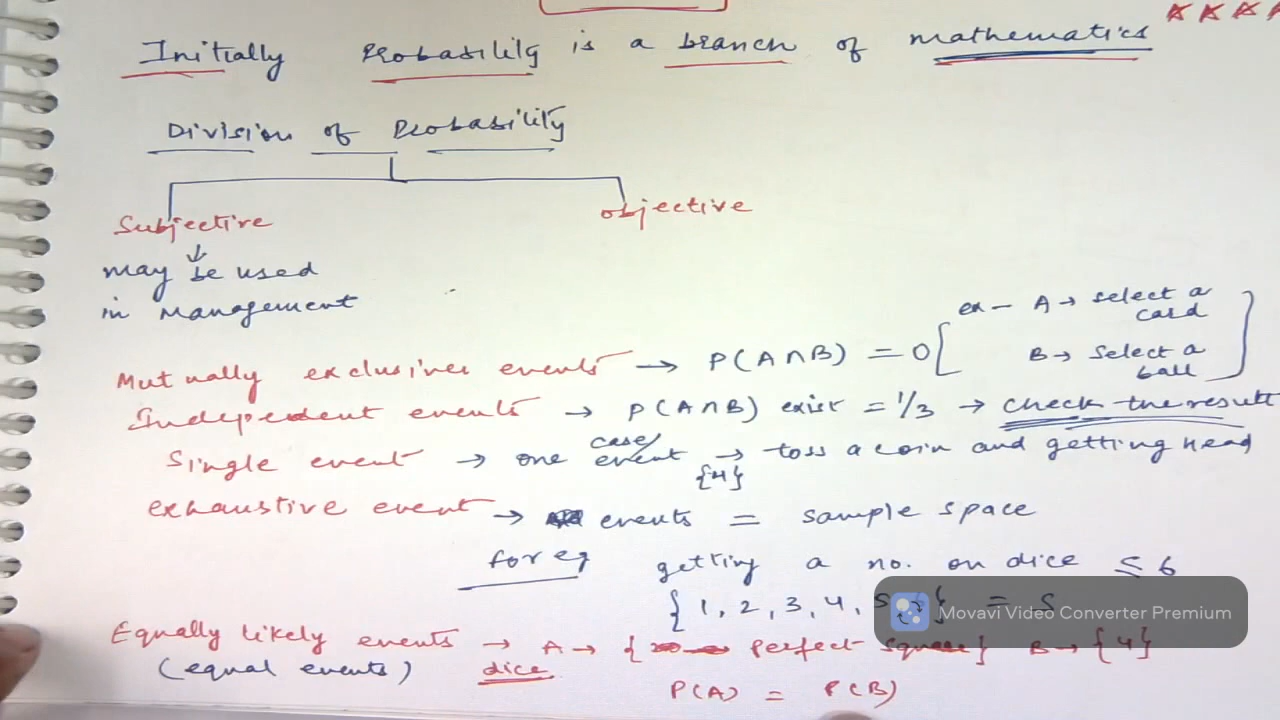 Initially Probability is a branch of mathematics
Division of Probability
Subjective
objective
↓
may be used
in management
Mutually exclusive events → P(A∩B) = 0 [ ex – A → select a card
B → select a ball ]
Independent events → P(A∩B) exist = 1/3 → check the result
Single event → one case/event → toss a coin and getting head
{H}
exhaustive event → events = sample space
for eg getting a no. on dice ≤ 6
{1, 2, 3, 4, 5, 6} = S
Movavi Video Converter Premium
Equally likely events → A → { perfect square} B → {4}
(equal events) dice
P(A) = P(B)